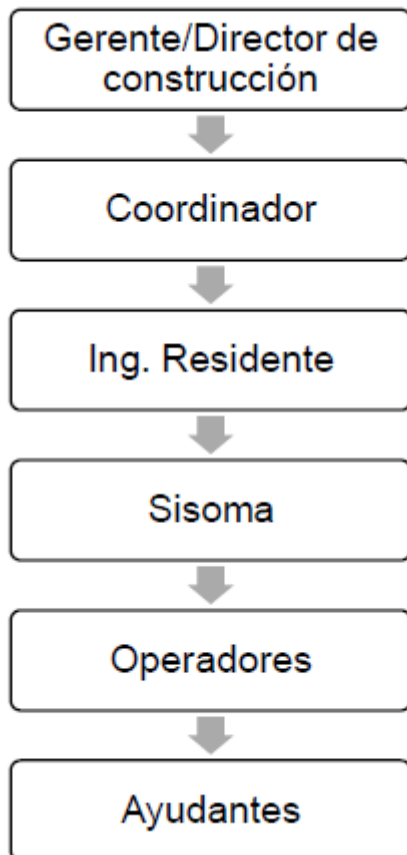 Gerente/Director de
construcción
Coordinador
Ing. Residente
Sisoma
Operadores
Ayudantes